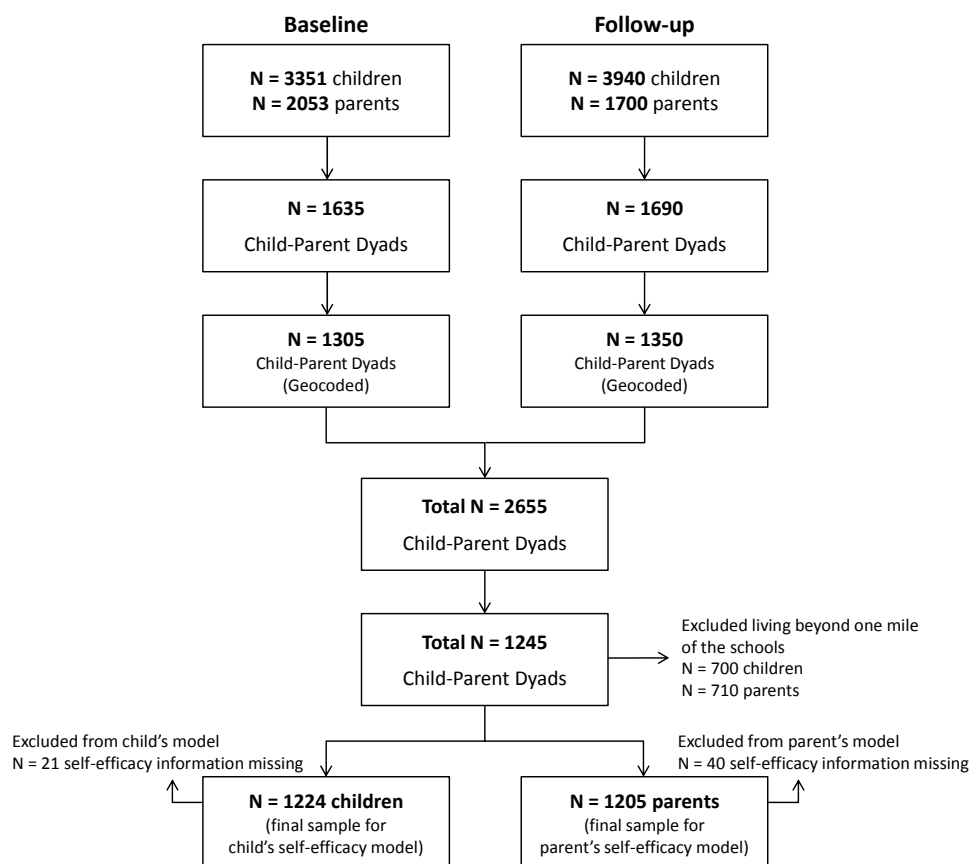 Baseline
Follow-up
N = 3351 children
N = 2053 parents
N = 3940 children
N = 1700 parents
N = 1635
Child-Parent Dyads
N = 1690
Child-Parent Dyads
N = 1305
Child-Parent Dyads
(Geocoded)
N = 1350
Child-Parent Dyads
(Geocoded)
Total N = 2655
Child-Parent Dyads
Total N = 1245
Child-Parent Dyads
Excluded living beyond one mile
of the schools
N = 700 children
N = 710 parents
Excluded from child's model
N = 21 self-efficacy information missing
Excluded from parent's model
N = 40 self-efficacy information missing
N = 1224 children
(final sample for
child's self-efficacy model)
N = 1205 parents
(final sample for
parent's self-efficacy model)